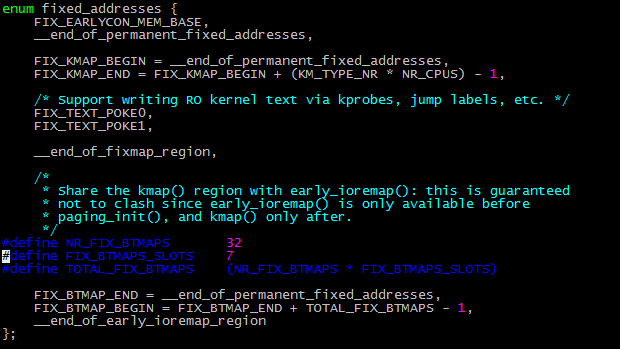 enum fixed_addresses {
    FIX_EARLYCON_MEM_BASE,
    __end_of_permanent_fixed_addresses,

    FIX_KMAP_BEGIN = __end_of_permanent_fixed_addresses,
    FIX_KMAP_END = FIX_KMAP_BEGIN + (KM_TYPE_NR * NR_CPUS) - 1,

    /* Support writing RO kernel text via kprobes, jump labels, etc. */
    FIX_TEXT_POKE0,
    FIX_TEXT_POKE1,

    __end_of_fixmap_region,

    /*
     * Share the kmap() region with early_ioremap(): this is guaranteed
     * not to clash since early_ioremap() is only available before
     * paging_init(), and kmap() only after.
     */
#define NR_FIX_BTMAPS       32
#define FIX_BTMAPS_SLOTS    7
#define TOTAL_FIX_BTMAPS    (NR_FIX_BTMAPS * FIX_BTMAPS_SLOTS)

    FIX_BTMAP_END = __end_of_permanent_fixed_addresses,
    FIX_BTMAP_BEGIN = FIX_BTMAP_END + TOTAL_FIX_BTMAPS - 1,
    __end_of_early_ioremap_region
};